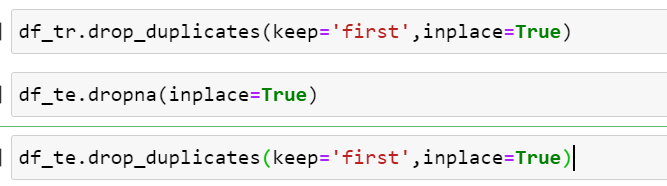 df_tr.drop_duplicates(keep='first',inplace=True)
df_te.dropna(inplace=True)
df_te.drop_duplicates(keep='first',inplace=True)